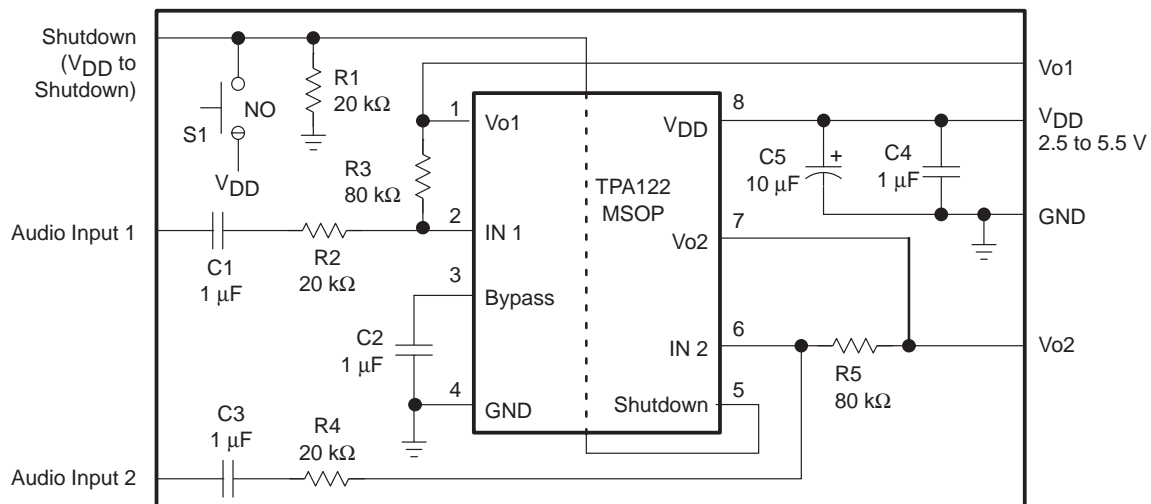 Shutdown
(VDD to
Shutdown)
S1
NO
VDD
R1
20 kΩ
Vo1
1
Vo1
8
VDD
VDD
2.5 to 5.5 V
R3
80 kΩ
TPA122
MSOP
C5
10 μF
+
C4
1 μF
Audio Input 1
C1
1 μF
R2
20 kΩ
2
IN 1
7
Vo2
GND
3
Bypass
C2
1 μF
6
IN 2
Vo2
R5
80 kΩ
4
GND
5
Shutdown
C3
1 μF
R4
20 kΩ
Audio Input 2